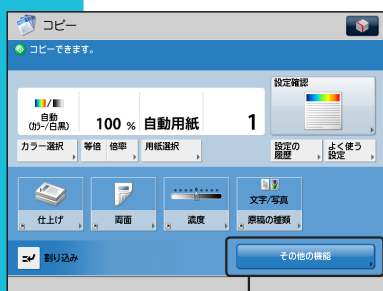 コピー
コピーできます。
設定確認
自動
(カラー/白黒)
100 % 自動用紙 1
カラー選択 等倍 倍率 用紙選択
設定の
履歴
よく使う
設定
文字/写真
仕上げ 両面 濃度 原稿の種類
割り込み
その他の機能